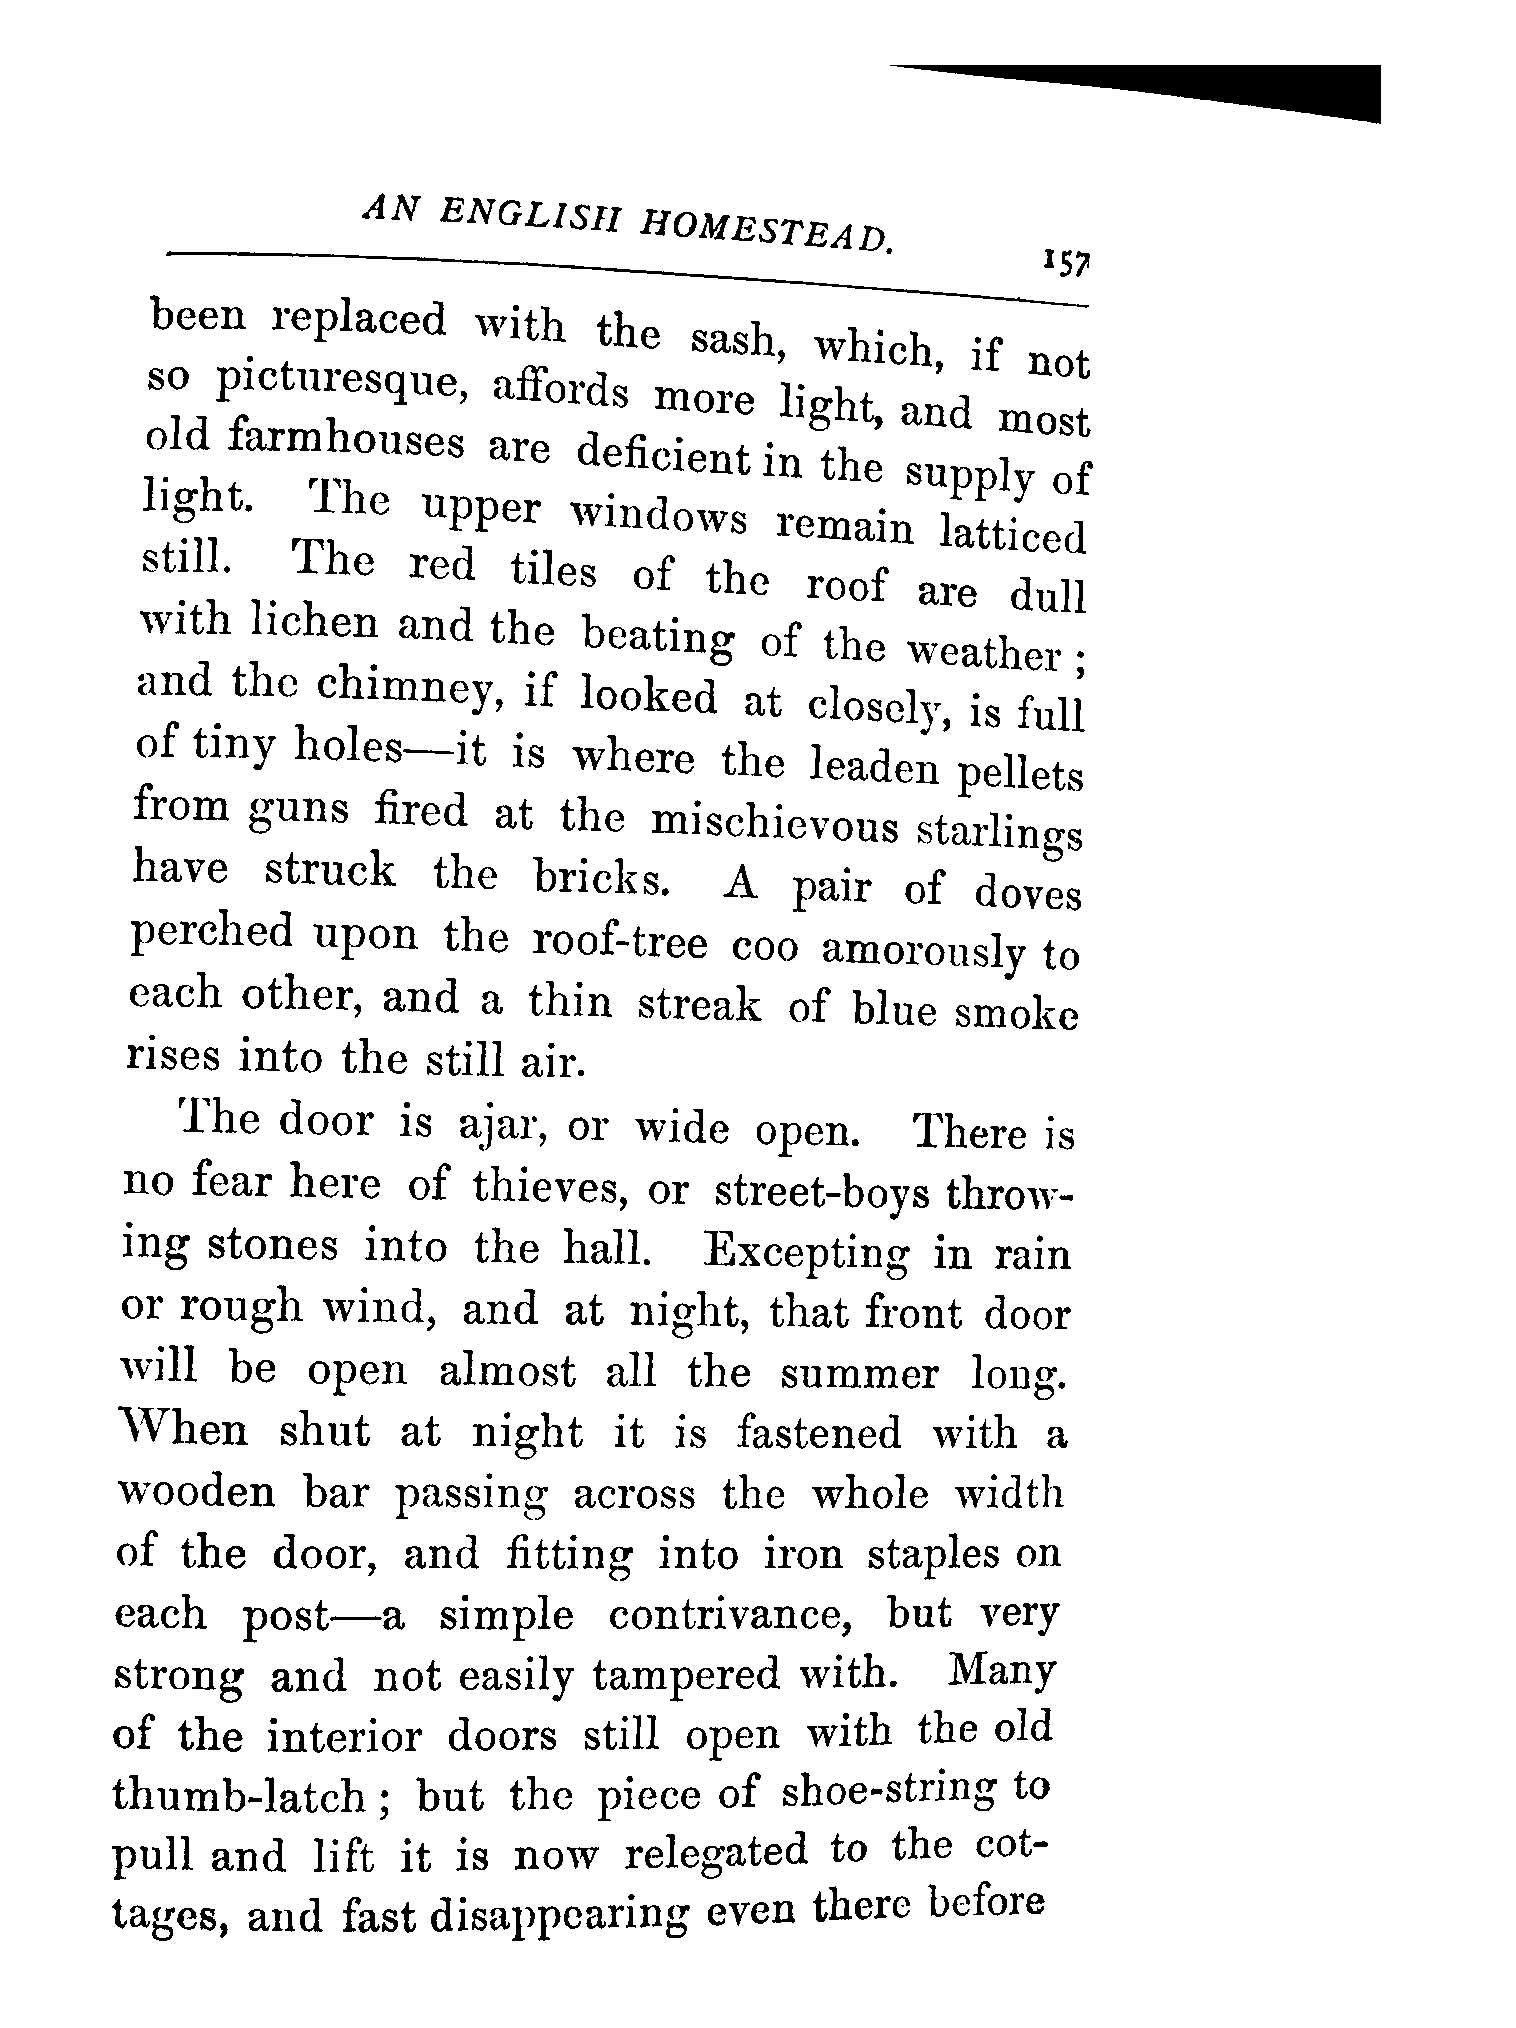 AN ENGLISH HOMESTEAD. 157
been replaced with the sash, which, if not
so picturesque, affords more light, and most
old farmhouses are deficient in the supply of
light. The upper windows remain latticed
still. The red tiles of the roof are dull
with lichen and the beating of the weather ;
and the chimney, if looked at closely, is full
of tiny holes—it is where the leaden pellets
from guns fired at the mischievous starlings
have struck the bricks. A pair of doves
perched upon the roof-tree coo amorously to
each other, and a thin streak of blue smoke
rises into the still air.
The door is ajar, or wide open. There is
no fear here of thieves, or street-boys throw-
ing stones into the hall. Excepting in rain
or rough wind, and at night, that front door
will be open almost all the summer long.
When shut at night it is fastened with a
wooden bar passing across the whole width
of the door, and fitting into iron staples on
each post—a simple contrivance, but very
strong and not easily tampered with. Many
of the interior doors still open with the old
thumb-latch ; but the piece of shoe-string to
pull and lift it is now relegated to the cot-
tages, and fast disappearing even there before